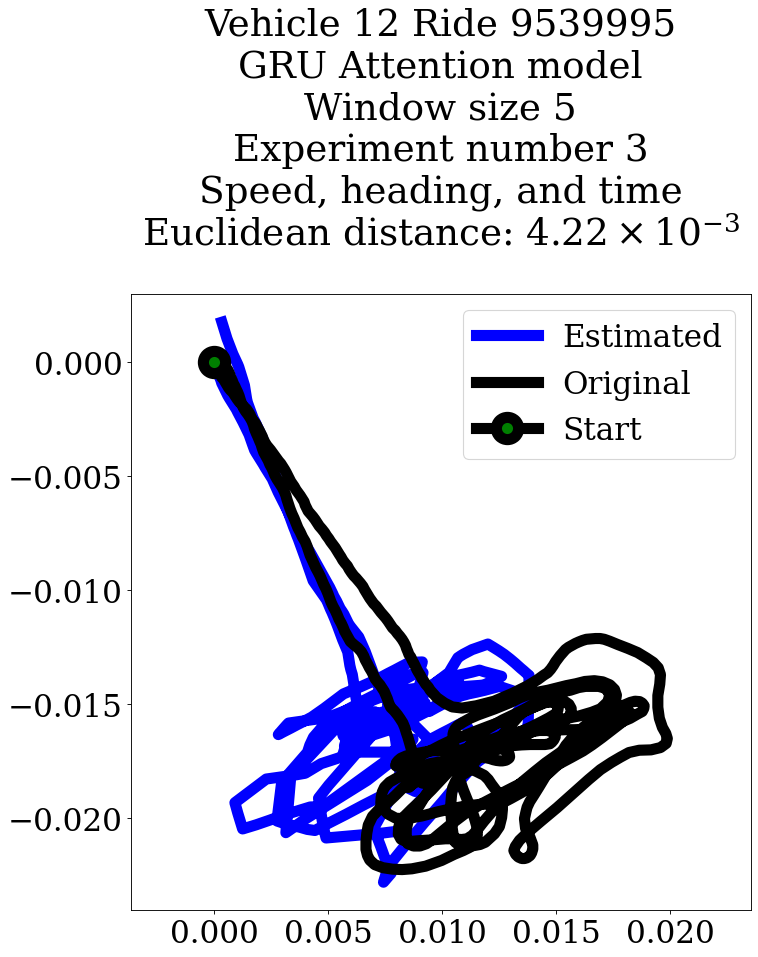 Vehicle 12 Ride 9539995
GRU Attention model
Window size 5
Experiment number 3
Speed, heading, and time
Euclidean distance: 4.22 × 10⁻³
Estimated
Original
Start
0.000
−0.005
−0.010
−0.015
−0.020
0.000 0.005 0.010 0.015 0.020